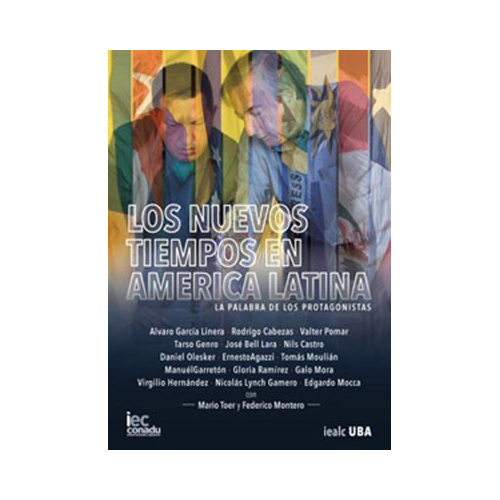 LOS NUEVOS
TIEMPOS EN
AMERICA LATINA
LA PALABRA DE LOS PROTAGONISTAS
Alvaro García Linera · Rodrigo Cabezas · Valter Pomar
Tarso Genro · José Bell Lara · Nils Castro
Daniel Olesker · ErnestoAgazzi · Tomás Moulián
ManuélGarretón · Gloria Ramírez · Galo Mora
Virgilio Hernández · Nicolás Lynch Gamero · Edgardo Mocca
con
Mario Toer y Federico Montero
iec
conadu
iealc UBA